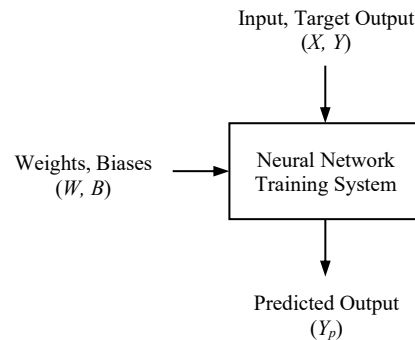 Input, Target Output
(X, Y)
Weights, Biases
(W, B)
Neural Network
Training System
Predicted Output
(Yₚ)